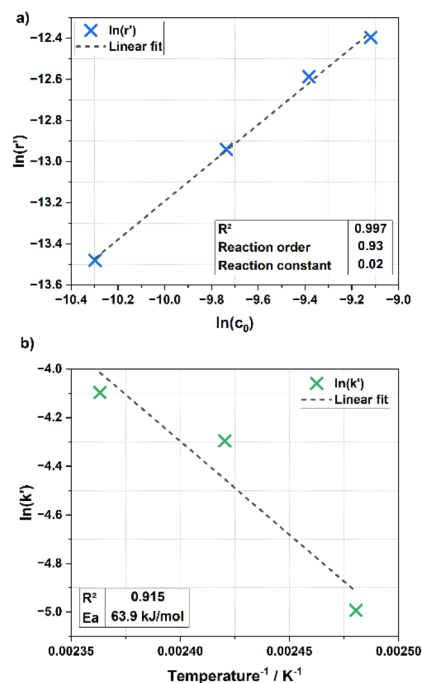 a)
−12.4
−12.8
−13.2
−13.4
−13.6
ln(r')
ln(r')
Linear fit
R² 0.997
Reaction order 0.93
Reaction constant 0.02
−10.4 −10.2 −10.0 −9.8 −9.6 −9.4 −9.2 −9.0
ln(c₀)
b)
−4.0
−4.2
−4.4
−4.6
−4.8
−5.0
ln(k')
ln(k')
Linear fit
R² 0.915
Ea 63.9 kJ/mol
0.00235 0.00240 0.00245 0.00250
Temperature⁻¹ / K⁻¹